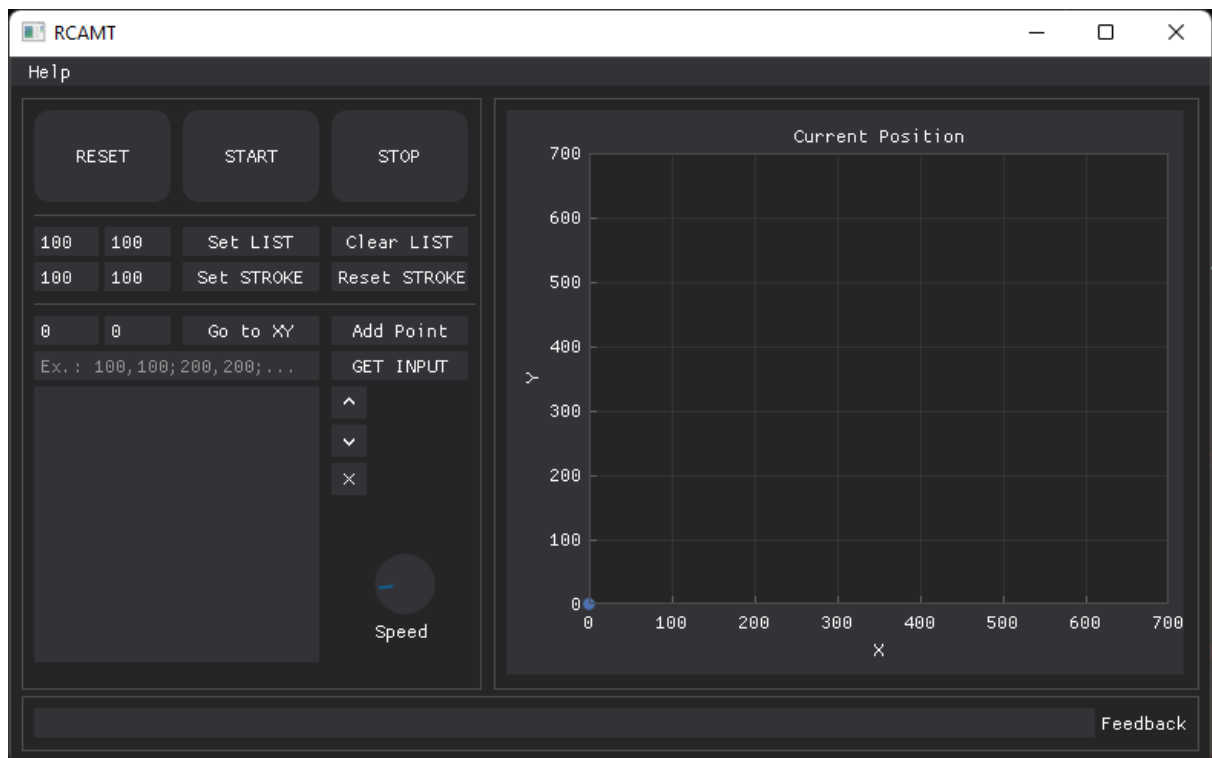 RCAMT
Help
RESET START STOP
100 100 Set LIST Clear LIST
100 100 Set STROKE Reset STROKE
0 0 Go to XY Add Point
Ex.: 100,100;200,200;... GET INPUT
Speed
Current Position
700
600
500
400
Y
300
200
100
0
0 100 200 300 400 500 600 700
X
Feedback